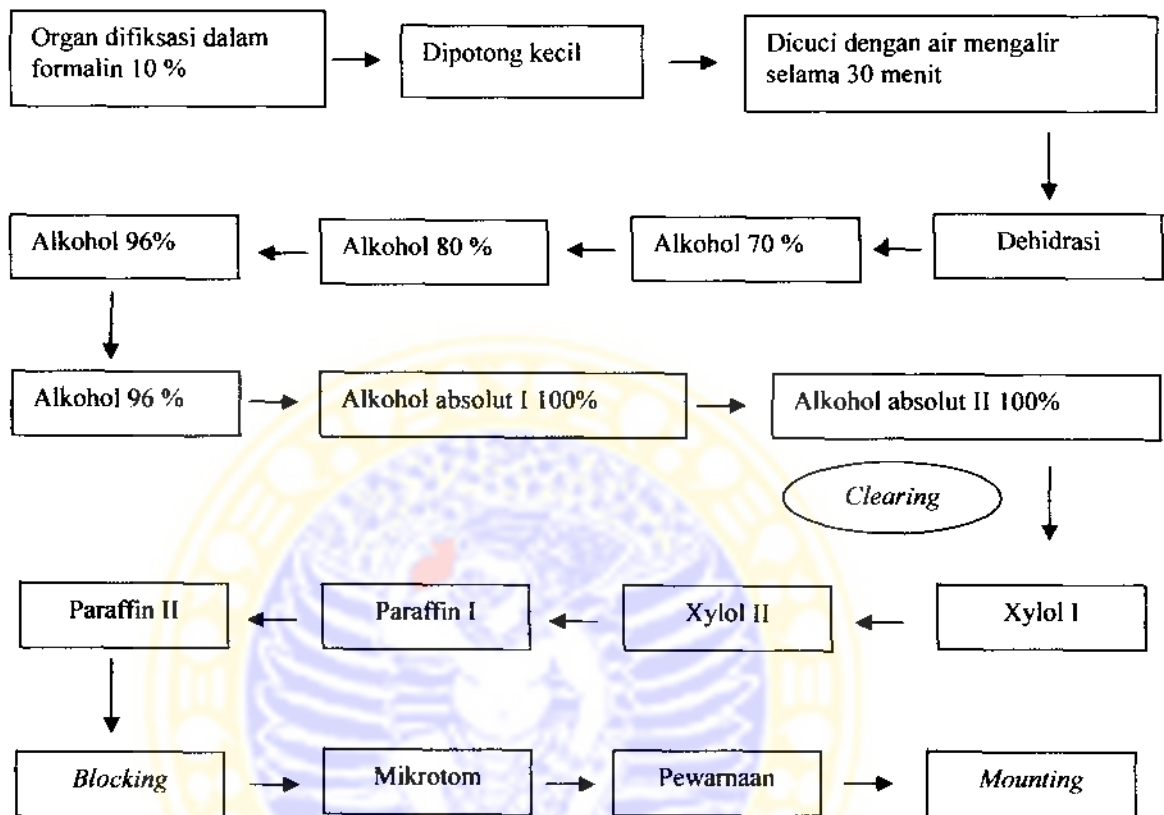 Organ difiksasi dalam
formalin 10 %
Dipotong kecil
Dicuci dengan air mengalir
selama 30 menit
Dehidrasi
Alkohol 70 %
Alkohol 80 %
Alkohol 96%
Alkohol 96 %
Alkohol absolut I 100%
Alkohol absolut II 100%
Clearing
Xylol I
Xylol II
Paraffin I
Paraffin II
Blocking
Mikrotom
Pewarnaan
Mounting